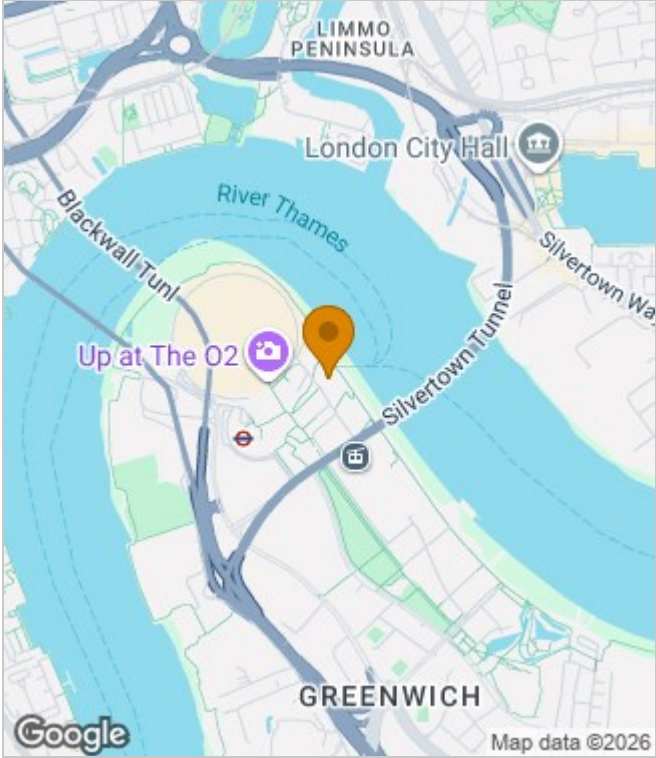 LIMMO
PENINSULA
London City Hall
River Thames
Blackwall Tunl
Silvertown Way
Silvertown Tunnel
Up at The O2
GREENWICH
Google
Map data ©2026